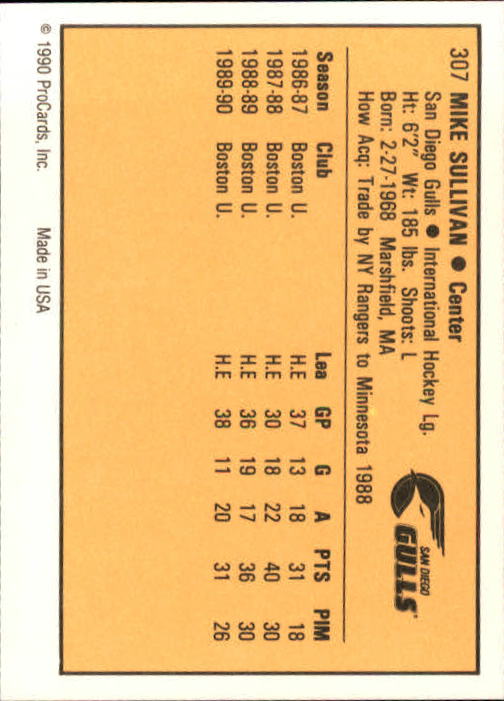 307 MIKE SULLIVAN ● Center
San Diego Gulls ● International Hockey Lg.
Ht: 6'2" Wt: 185 lbs. Shoots: L
Born: 2-27-1968 Marshfield, MA
How Acq: Trade by NY Rangers to Minnesota 1988
SAN DIEGO
GULLS
Season Club Lea GP G A PTS PIM
1986-87 Boston U. H.E 37 13 18 31 18
1987-88 Boston U. H.E 30 18 22 40 30
1988-89 Boston U. H.E 36 19 17 36 30
1989-90 Boston U. H.E 38 11 20 31 26
© 1990 ProCards, Inc. Made in USA